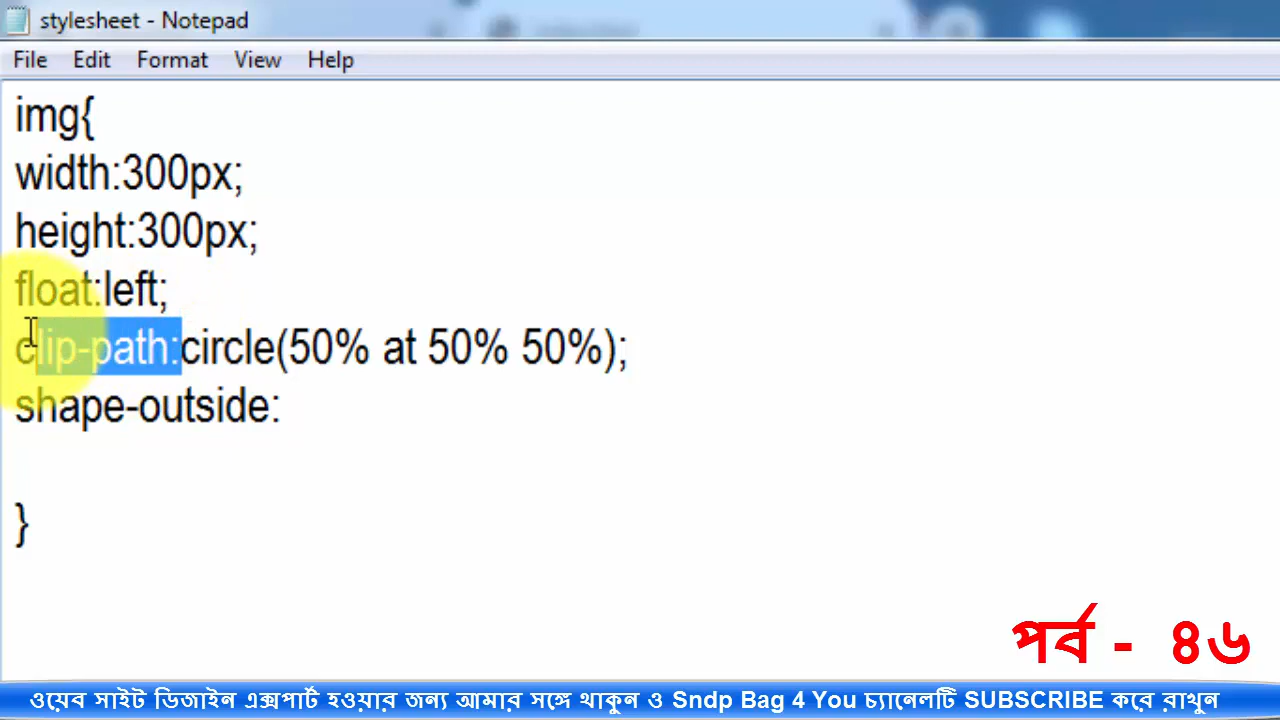 stylesheet - Notepad
File Edit Format View Help
img{
width:300px;
height:300px;
float:left;
clip-path:circle(50% at 50% 50%);
shape-outside:
}
পর্ব - ৪৬
ওয়েব সাইট ডিজাইন এক্সপার্ট হওয়ার জন্য আমার সঙ্গে থাকুন ও Sndp Bag 4 You চ্যানেলটি SUBSCRIBE করে রাখুন